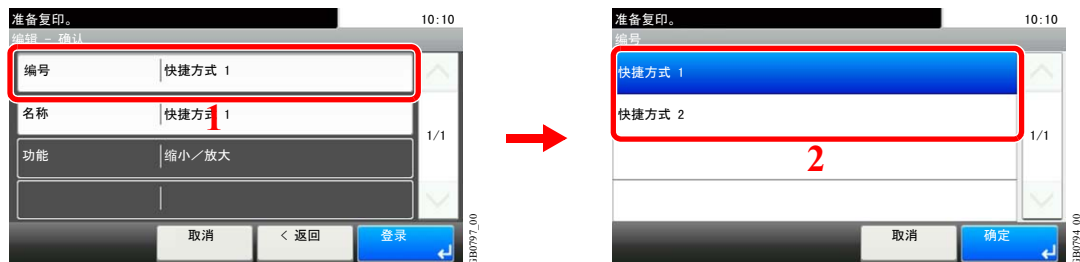 准备复印。 10:10
编辑 - 确认
编号 快捷方式 1
名称 快捷方式 1
1
1/1
功能 缩小／放大
取消 < 返回 登录
GB0797_00
准备复印。 10:10
编号
快捷方式 1
快捷方式 2
1/1
2
取消 确定
GB0794_00